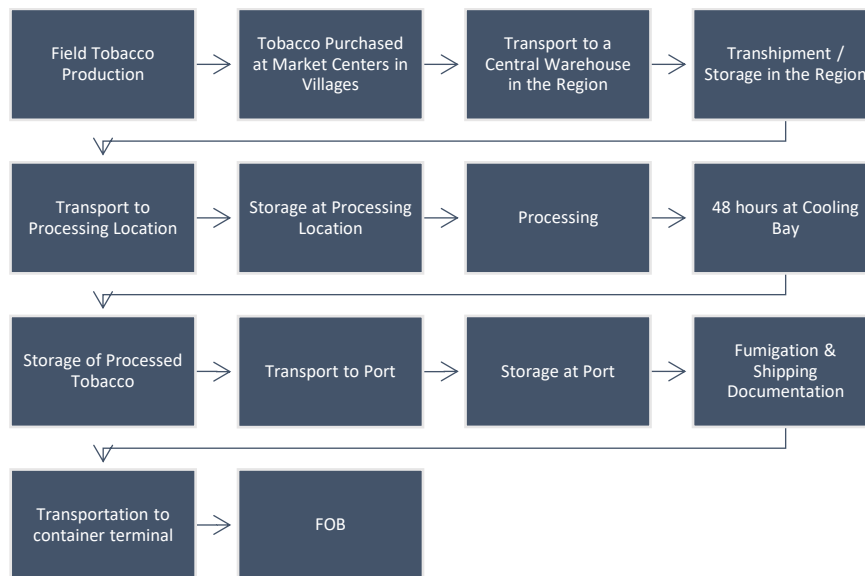 Field Tobacco
Production
Tobacco Purchased
at Market Centers in
Villages
Transport to a
Central Warehouse
in the Region
Transhipment /
Storage in the Region
Transport to
Processing Location
Storage at Processing
Location
Processing
48 hours at Cooling
Bay
Storage of Processed
Tobacco
Transport to Port
Storage at Port
Fumigation &
Shipping
Documentation
Transportation to
container terminal
FOB